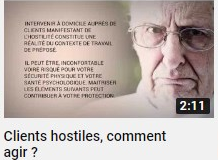 INTERVENIR À DOMICILE AUPRÈS DE
CLIENTS MANIFESTANT DE
L'HOSTILITÉ CONSTITUE UNE
RÉALITÉ DU CONTEXTE DE TRAVAIL
DE PRÉPOSÉ.
IL PEUT ÊTRE, INCONFORTABLE
VOIRE RISQUÉ POUR VOTRE
SÉCURITÉ PHYSIQUE ET VOTRE
SANTÉ PSYCHOLOGIQUE. MAITRISER
LES ÉLÉMENTS SUIVANTS PEUT
CONTRIBUER À VOTRE PROTECTION.
2:11
Clients hostiles, comment
agir ?